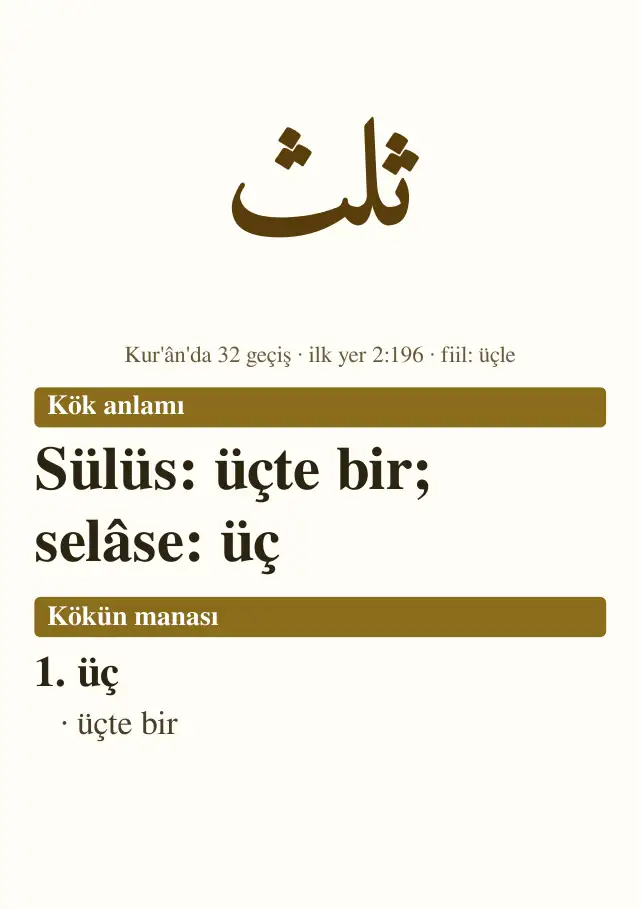 ثلث
Kur'ân'da 32 geçiş · ilk yer 2:196 · fiil: üçle
Kök anlamı
Sülüs: üçte bir;
selâse: üç
Kökün manası
1. üç
· üçte bir